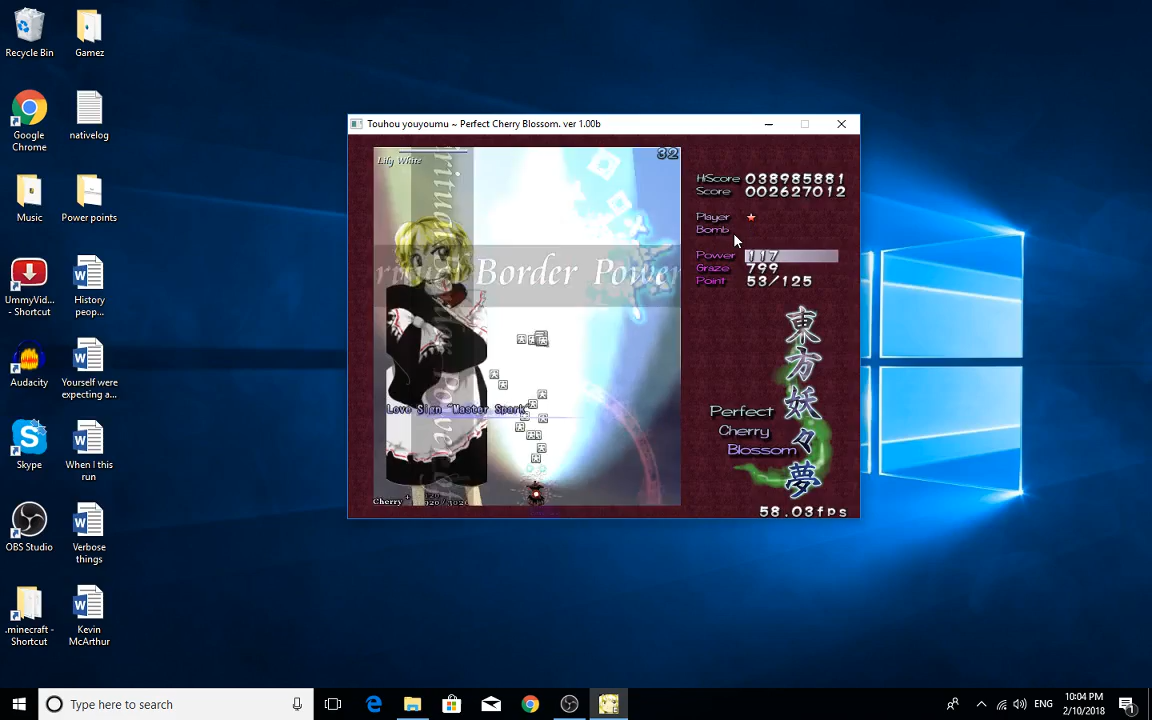 Recycle Bin
Gamez
Google Chrome
nativelog
Music
Power points
UmmyVid... - Shortcut
History peop...
Audacity
Yourself were expecting a...
Skype
When I this run
OBS Studio
Verbose things
.minecraft - Shortcut
Kevin McArthur
Touhou youyoumu ~ Perfect Cherry Blossom. ver 1.00b
Lily White
32
Border Power
Love Sign "Master Spark"
Cherry +
HiScore 038985881
Score 002627012
Player ★
Bomb
Power 117
Graze 799
Point 53/125
東方妖々夢
Perfect
Cherry
Blossom
58.03fps
Type here to search
ENG
10:04 PM
2/10/2018
1